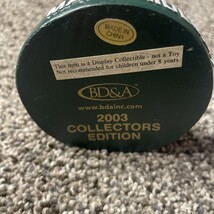 MADE IN
CHINA
This item is a Display Collectible - not a Toy
Not recommended for children under 8 years.
BD&A
www.bdainc.com
2003
COLLECTORS
EDITION